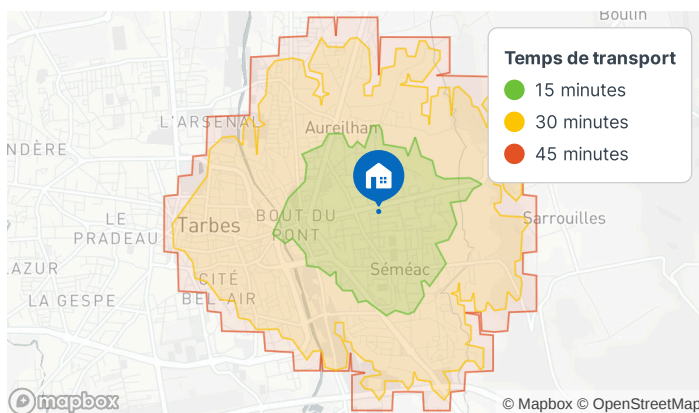 Boulin
Temps de transport
15 minutes
30 minutes
45 minutes
L'ARSENAL
Aureilhan
NDÈRE
LE
PRADEAU
Tarbes
BOUT DU
PONT
Sarrouilles
LAZUR
CITÉ
BEL-AIR
Séméac
LA GESPE
mapbox
© Mapbox © OpenStreetMap